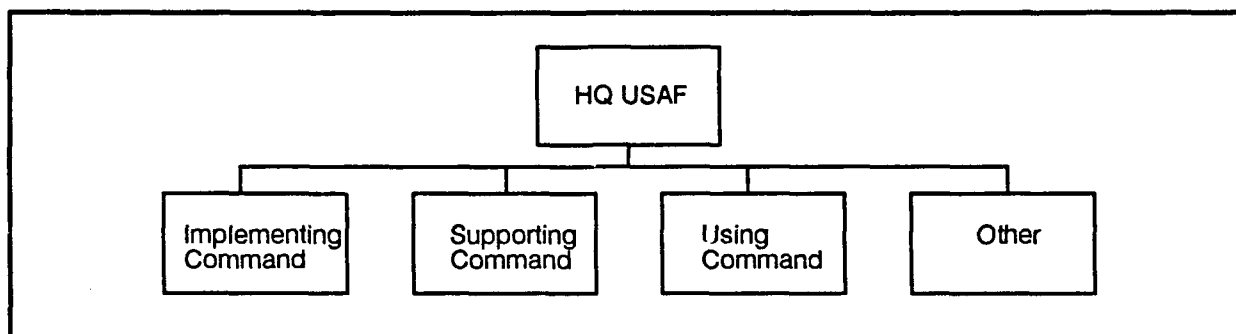 HQ USAF
Implementing
Command
Supporting
Command
Using
Command
Other